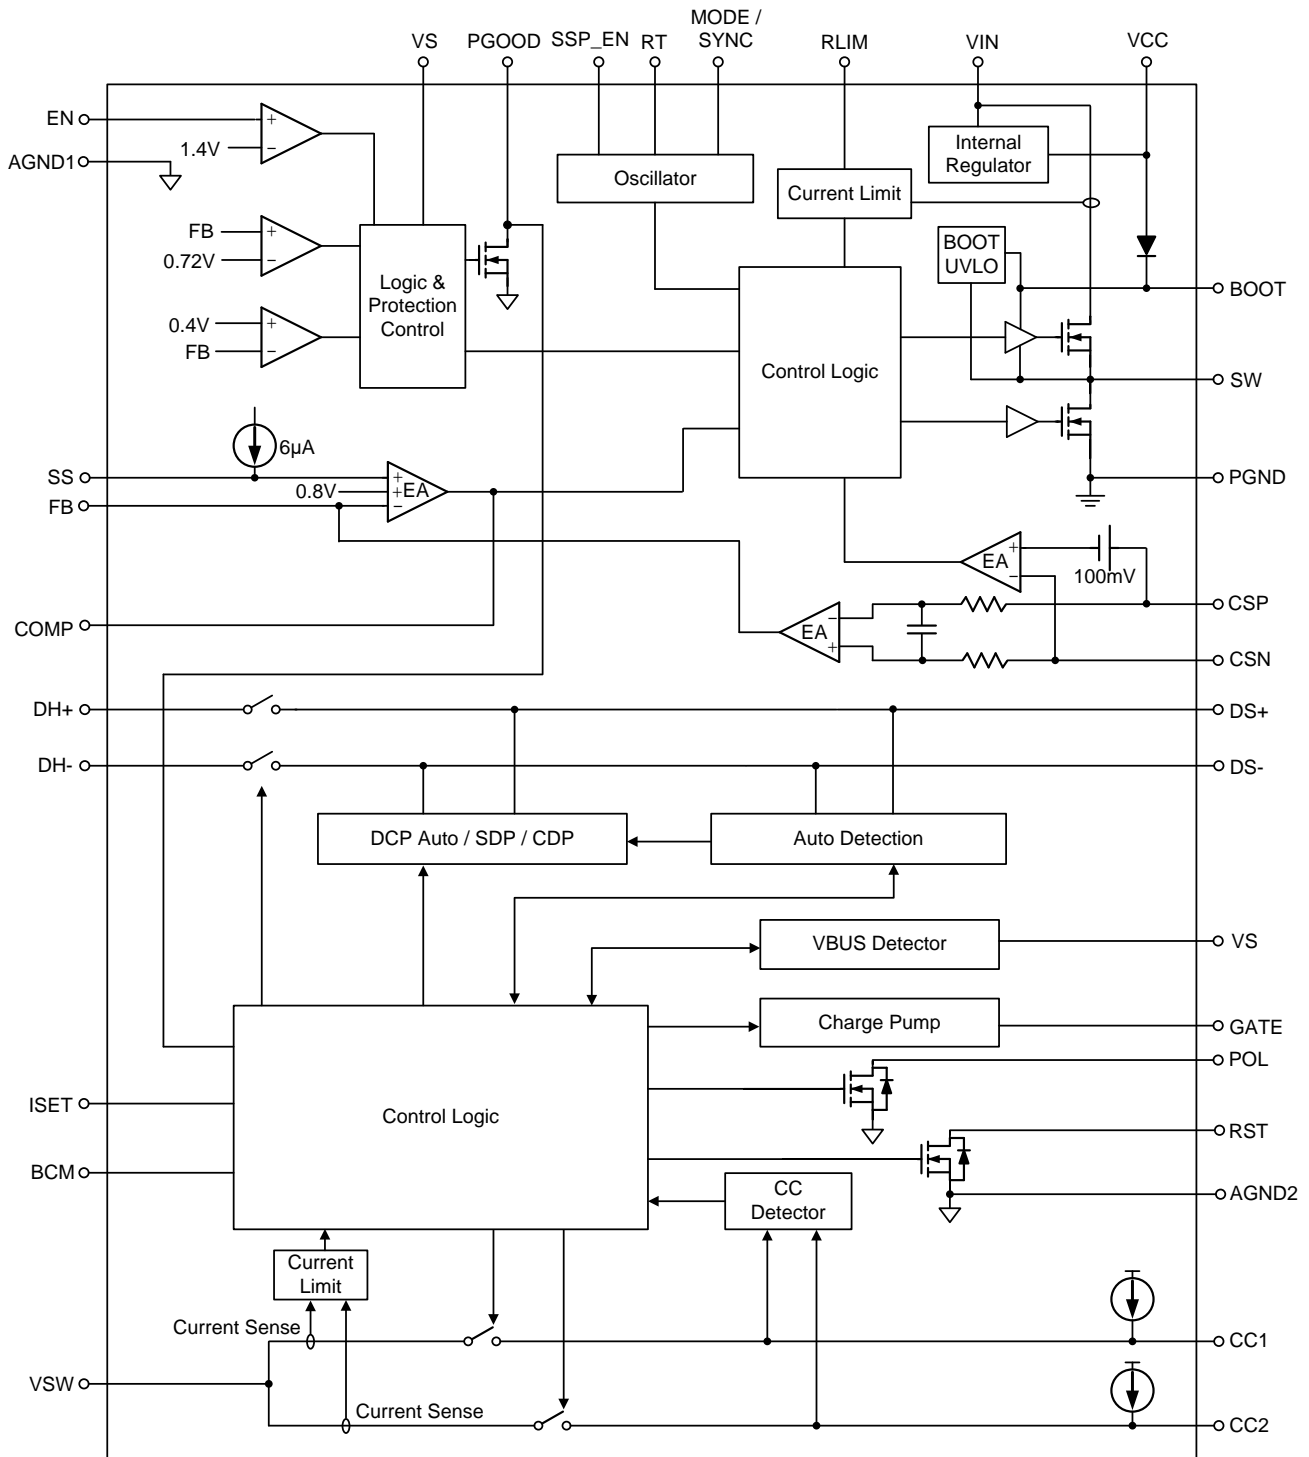 MODE /
SYNC
VS
PGOOD
SSP_EN
RT
RLIM
VIN
VCC
EN
+
−
1.4V
AGND1
Internal
Regulator
Oscillator
Current Limit
FB
0.72V
+
−
BOOT
UVLO
Logic &
Protection
Control
BOOT
0.4V
FB
+
−
Control Logic
SW
6µA
SS
FB
0.8V
+
+
−
EA
PGND
EA
+
−
100mV
CSP
COMP
EA
−
+
CSN
DH+
DS+
DH-
DS-
DCP Auto / SDP / CDP
Auto Detection
VBUS Detector
VS
Charge Pump
GATE
POL
ISET
Control Logic
RST
BCM
CC
Detector
AGND2
Current
Limit
Current Sense
CC1
VSW
Current Sense
CC2